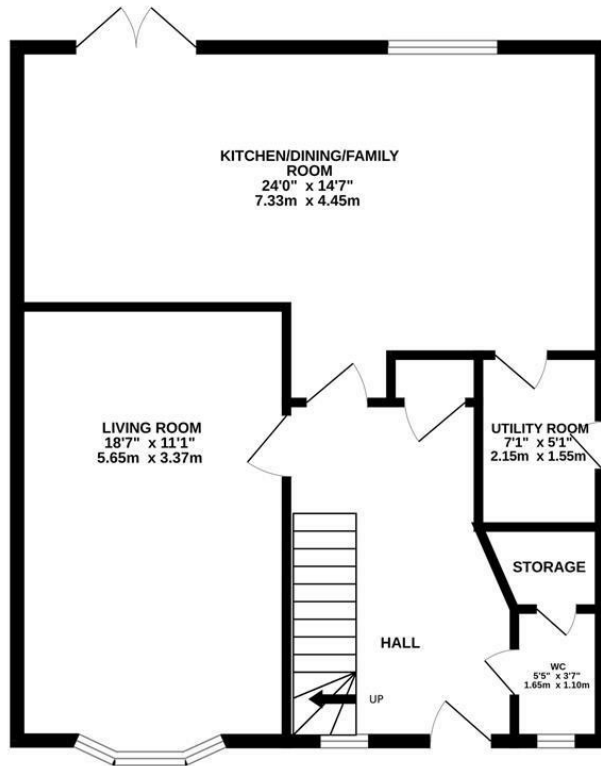 KITCHEN/DINING/FAMILY
ROOM
24'0" x 14'7"
7.33m x 4.45m
LIVING ROOM
18'7" x 11'1"
5.65m x 3.37m
UTILITY ROOM
7'1" x 5'1"
2.15m x 1.55m
STORAGE
HALL
WC
5'5" x 3'7"
1.65m x 1.10m
UP